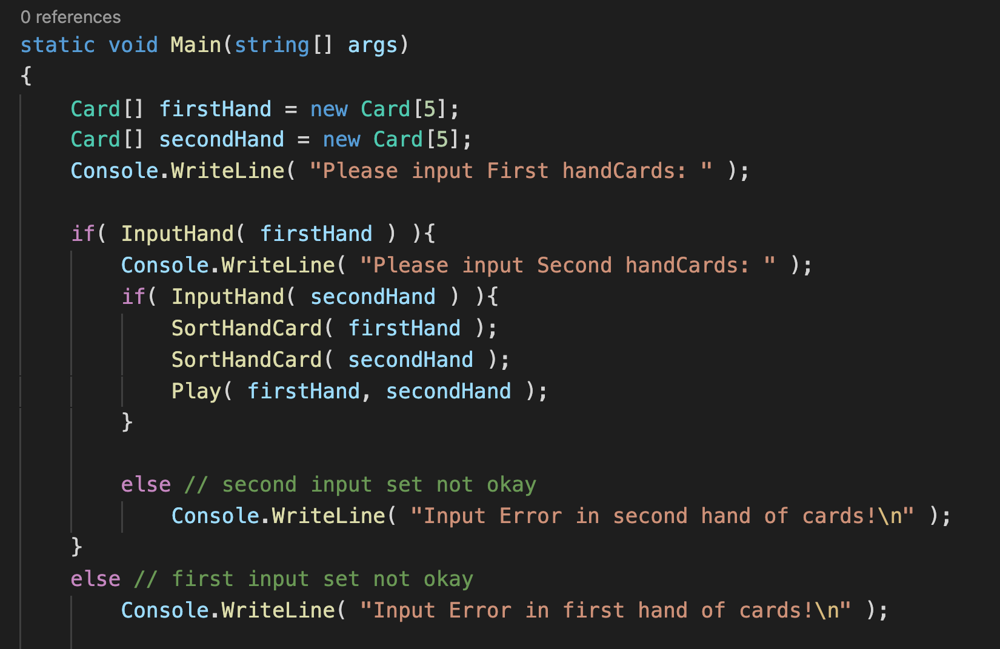 0 references
static void Main(string[] args)
{
    Card[] firstHand = new Card[5];
    Card[] secondHand = new Card[5];
    Console.WriteLine( "Please input First handCards: " );

    if( InputHand( firstHand ) ){
        Console.WriteLine( "Please input Second handCards: " );
        if( InputHand( secondHand ) ){
            SortHandCard( firstHand );
            SortHandCard( secondHand );
            Play( firstHand, secondHand );
        }

        else // second input set not okay
            Console.WriteLine( "Input Error in second hand of cards!\n" );
    }
    else // first input set not okay
        Console.WriteLine( "Input Error in first hand of cards!\n" );